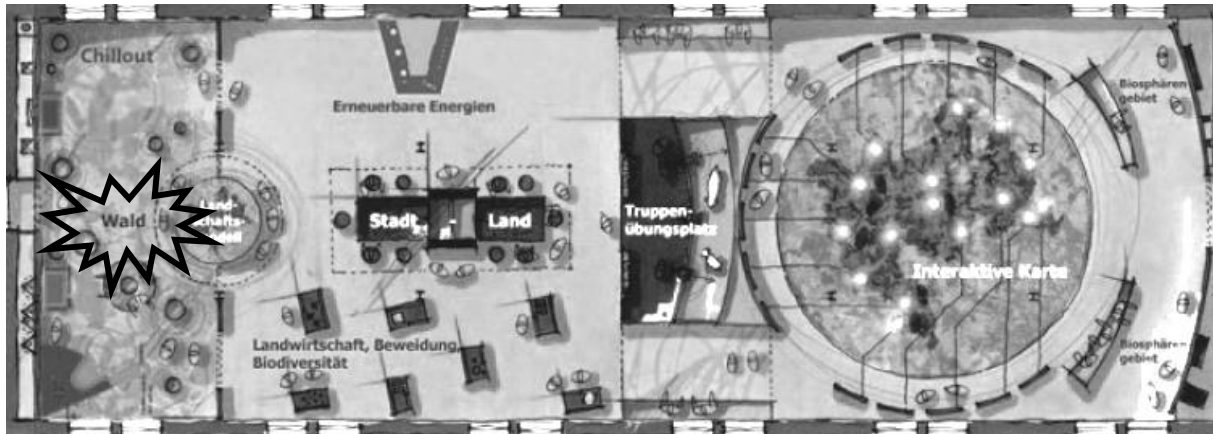 Chillout
Wald
Land-
schafts-
modell
Erneuerbare Energien
Stadt
Land
Landwirtschaft, Beweidung,
Biodiversität
Truppen-
übungsplatz
Interaktive Karte
Biosphären
gebiet
Biosphären
gebiet